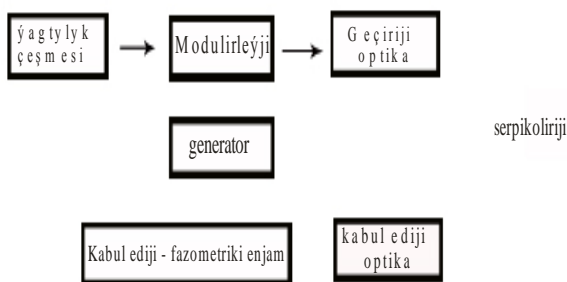 ýagtylyk
çeşmesi
Modulirleýji
Geçiriji
optika
generator
serpikoliriji
Kabul ediji - fazometriki enjam
kabul ediji
optika